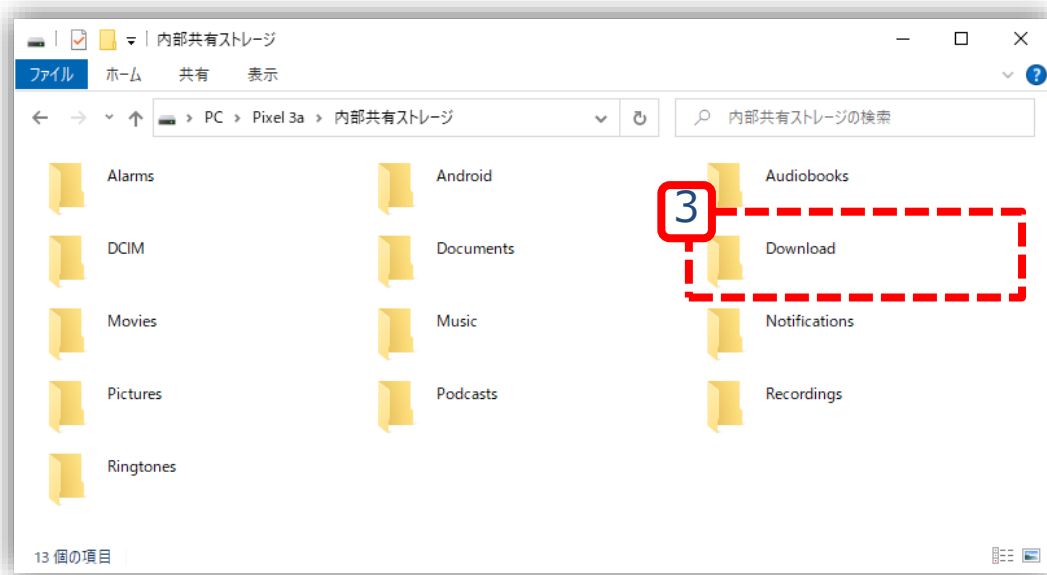 内部共有ストレージ
ファイル ホーム 共有 表示
PC › Pixel 3a › 内部共有ストレージ 内部共有ストレージの検索
Alarms Android Audiobooks
3
DCIM Documents Download
Movies Music Notifications
Pictures Podcasts Recordings
Ringtones
13 個の項目